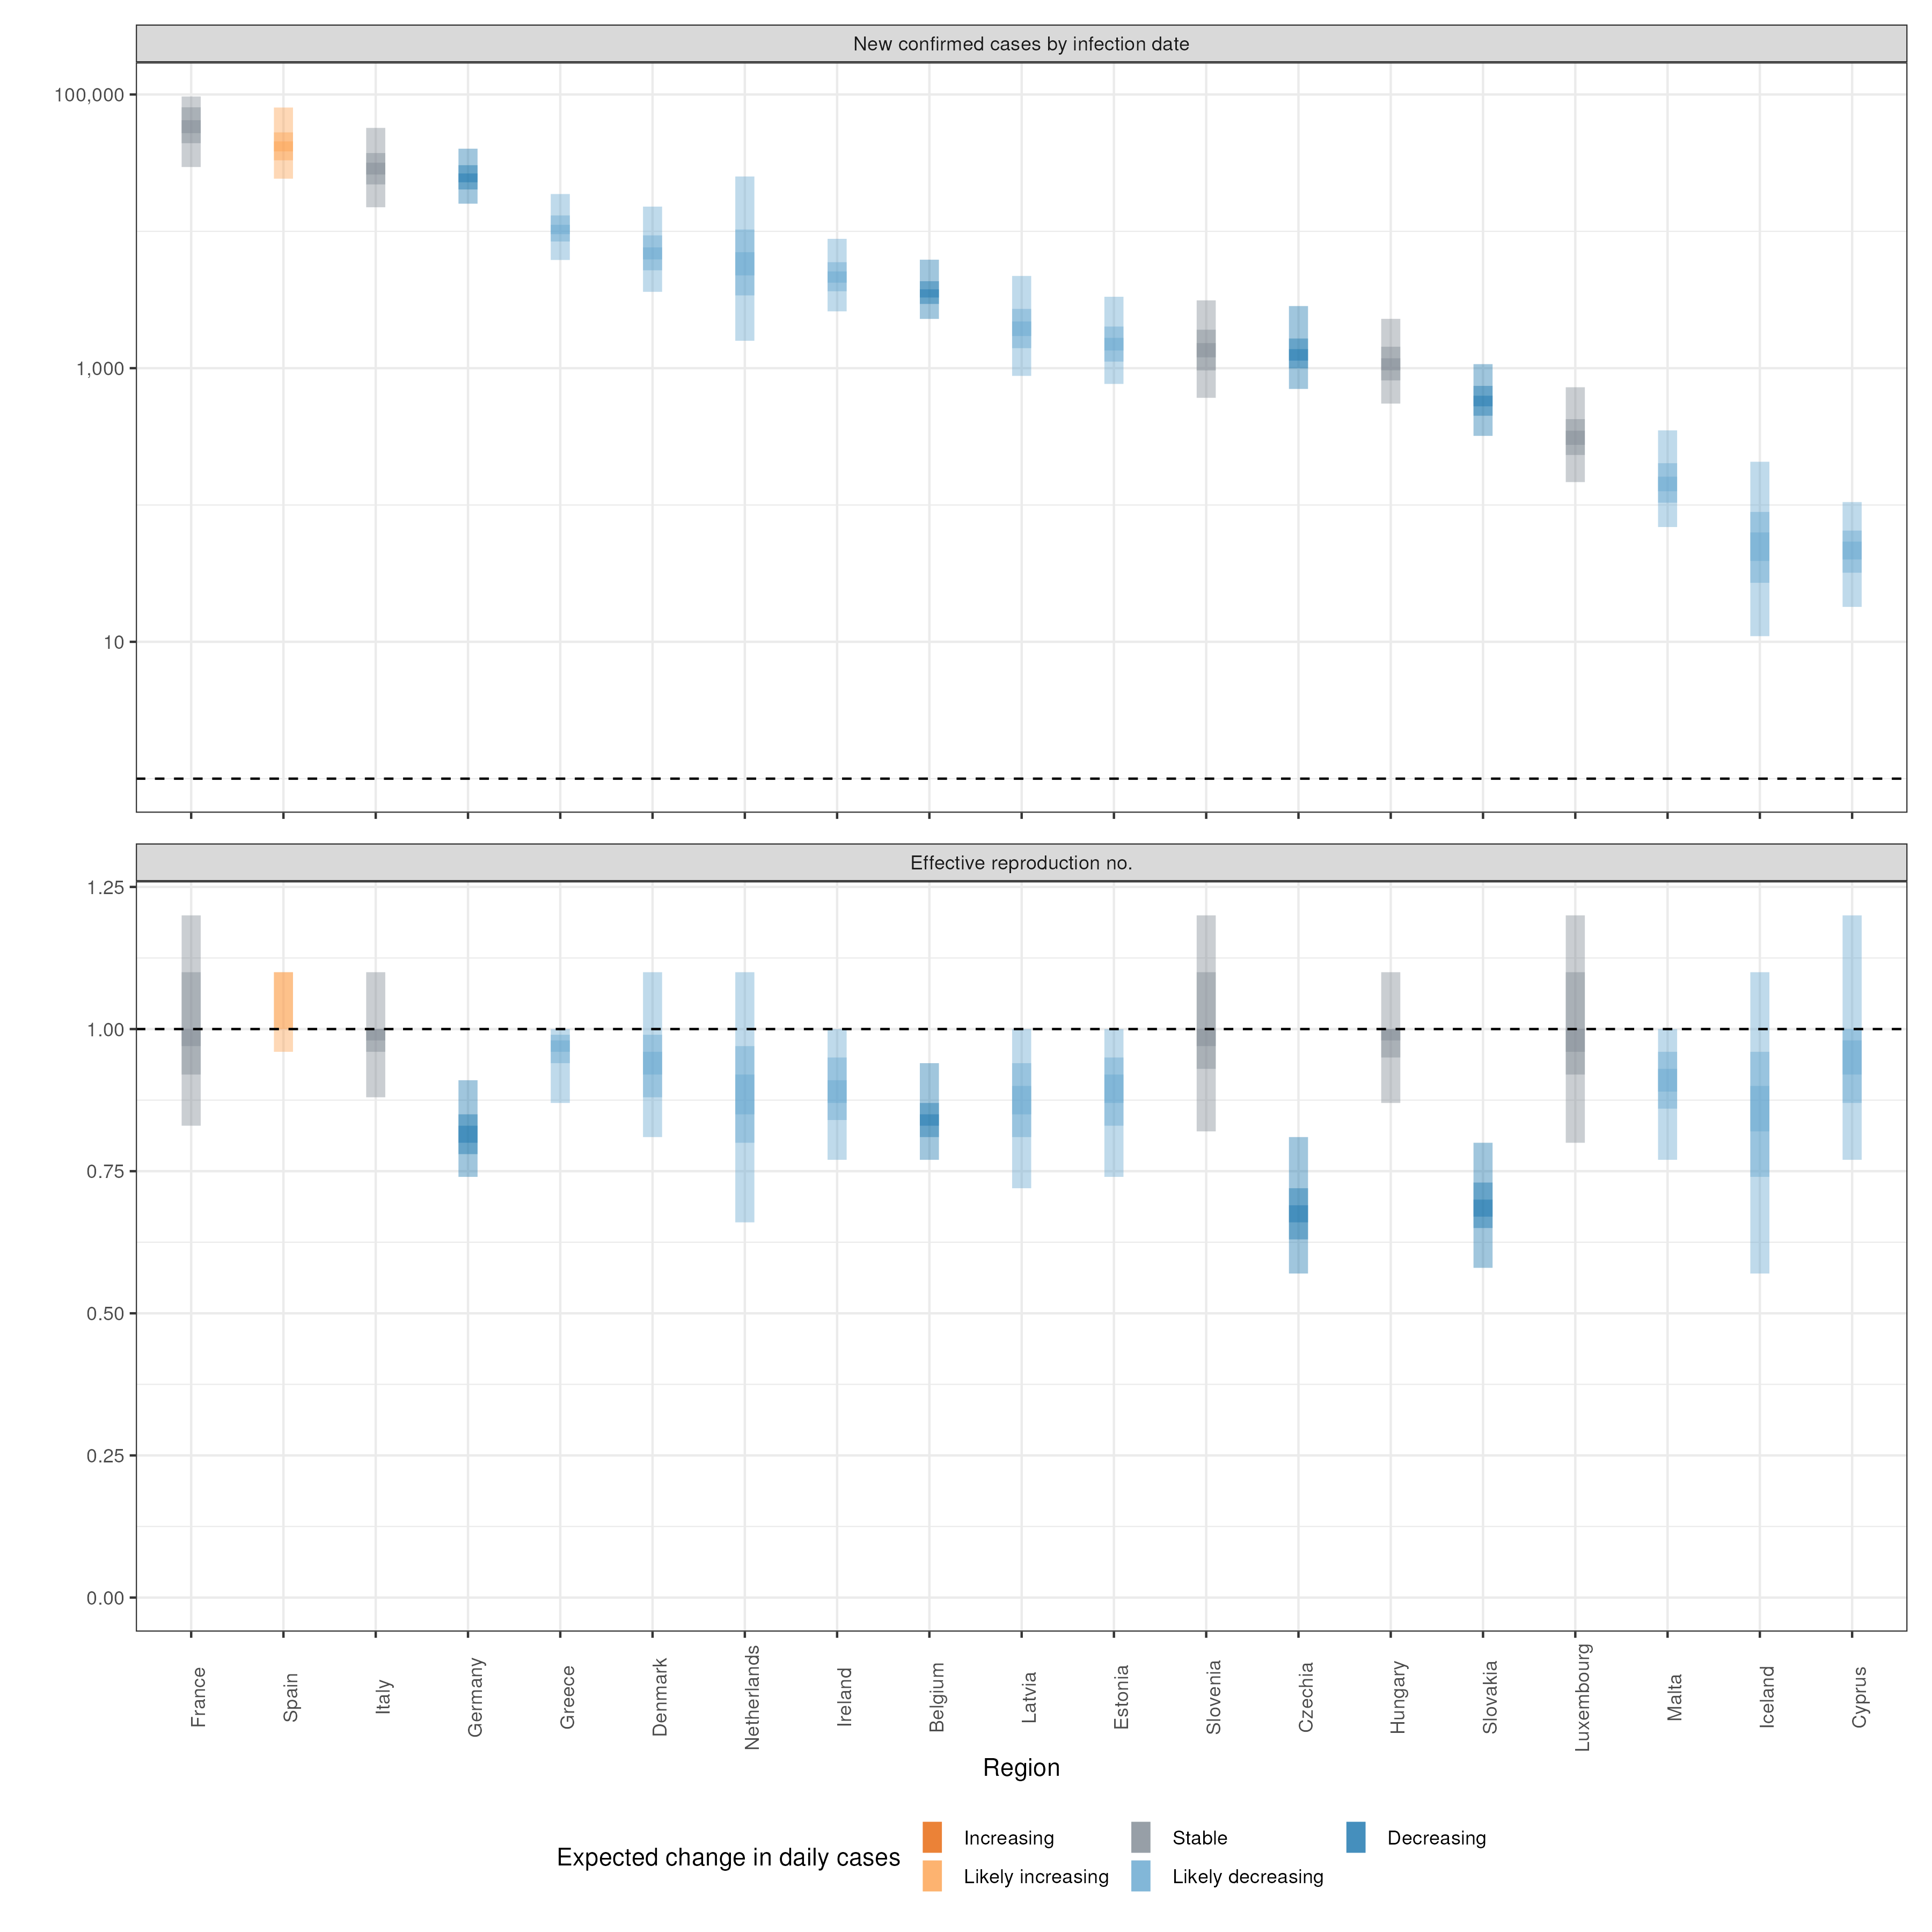 New confirmed cases by infection date
100,000
1,000
10
Effective reproduction no.
1.25
1.00
0.75
0.50
0.25
0.00
France
Spain
Italy
Germany
Greece
Denmark
Netherlands
Ireland
Belgium
Latvia
Estonia
Slovenia
Czechia
Hungary
Slovakia
Luxembourg
Malta
Iceland
Cyprus
Region
Expected change in daily cases
Increasing
Stable
Decreasing
Likely increasing
Likely decreasing